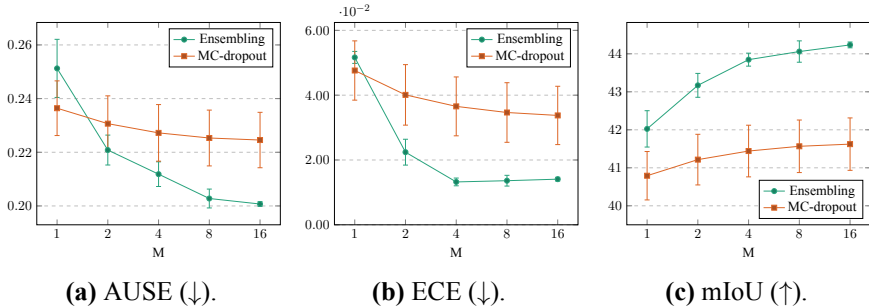 0.26
0.24
0.22
0.20
1
2
4
8
16
M
Ensembling
MC-dropout
(a) AUSE (↓).
·10⁻²
6.00
4.00
2.00
0.00
1
2
4
8
16
M
Ensembling
MC-dropout
(b) ECE (↓).
44
43
42
41
40
1
2
4
8
16
M
Ensembling
MC-dropout
(c) mIoU (↑).